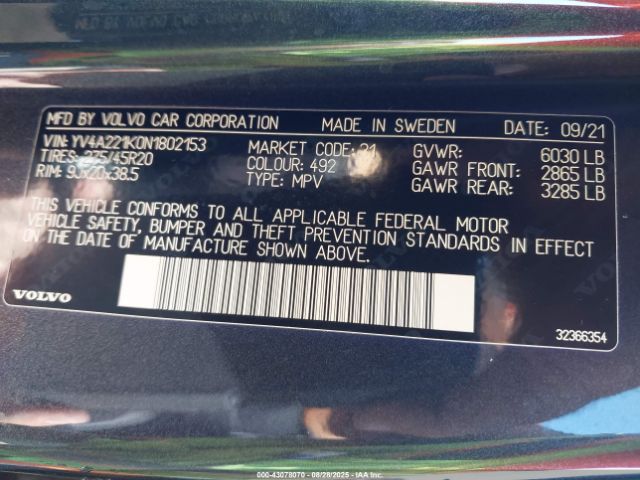 MFD BY VOLVO CAR CORPORATION MADE IN SWEDEN DATE: 09/21
VIN: YV4A221K0N1802153 MARKET CODE: 31 GVWR: 6030 LB
TIRES: 275/45R20 COLOUR: 492 GAWR FRONT: 2865 LB
RIM: 9Jx20x38.5 TYPE: MPV GAWR REAR: 3285 LB
THIS VEHICLE CONFORMS TO ALL APPLICABLE FEDERAL MOTOR
VEHICLE SAFETY, BUMPER AND THEFT PREVENTION STANDARDS IN EFFECT
ON THE DATE OF MANUFACTURE SHOWN ABOVE.
VOLVO
32366354
000-43078070 - 08/28/2025 - IAA Inc.